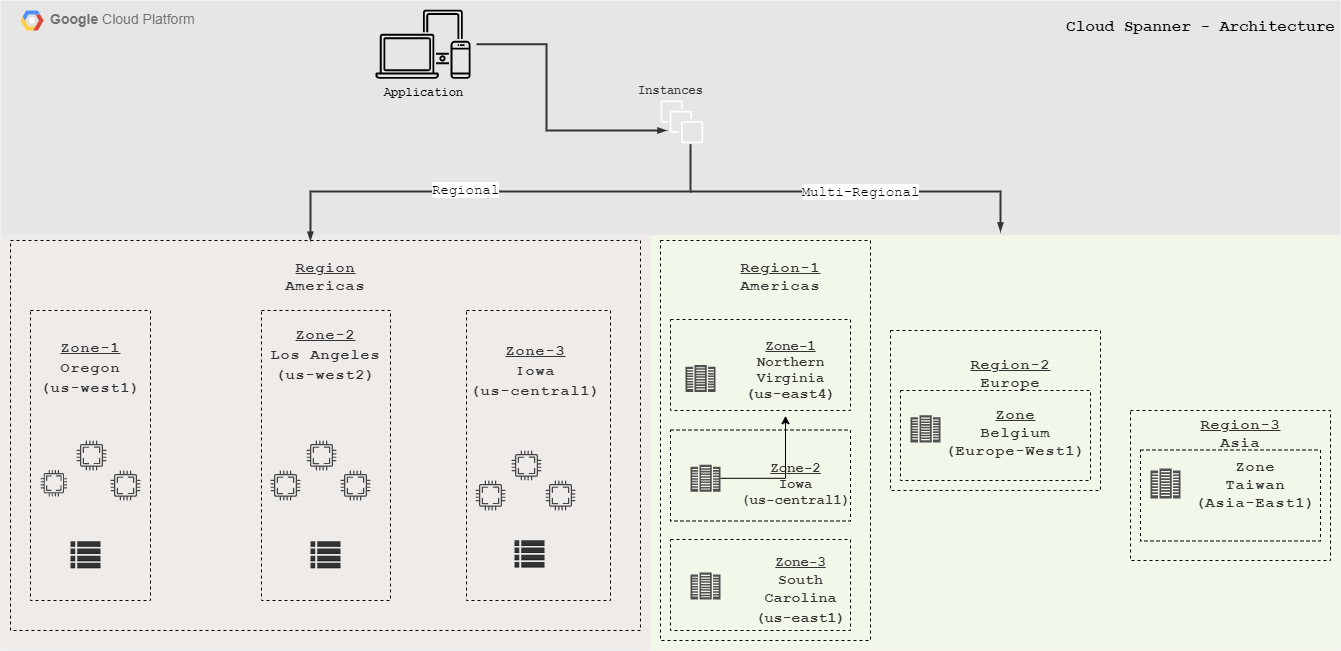 Google Cloud Platform
Cloud Spanner - Architecture
Application
Instances
Regional
Multi-Regional
Region
Americas
Zone-1
Oregon
(us-west1)
Zone-2
Los Angeles
(us-west2)
Zone-3
Iowa
(us-central1)
Region-1
Americas
Zone-1
Northern
Virginia
(us-east4)
Zone-2
Iowa
(us-central1)
Zone-3
South
Carolina
(us-east1)
Region-2
Europe
Zone
Belgium
(Europe-West1)
Region-3
Asia
Zone
Taiwan
(Asia-East1)